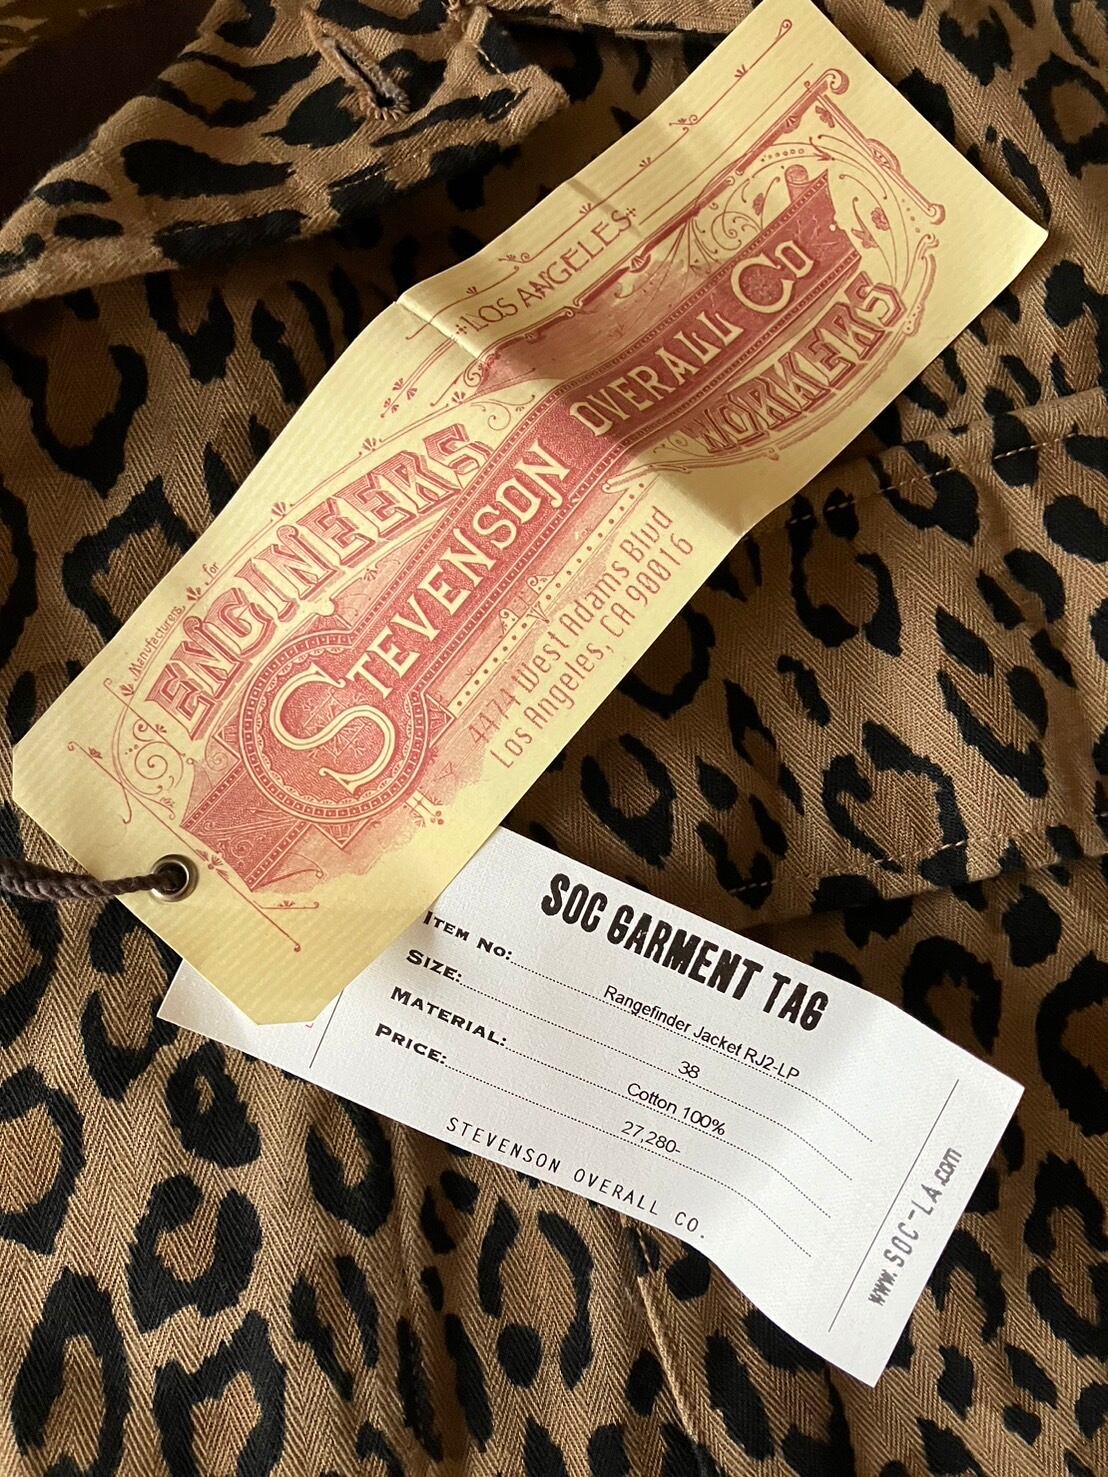 LOS ANGELES
Manufacturers for
ENGINEERS
STEVENSON OVERALL CO
WORKERS
4474 West Adams Blvd
Los Angeles, CA 90016
SOC GARMENT TAG
ITEM NO: Rangefinder Jacket RJ2-LP
SIZE: 38
MATERIAL: Cotton 100%
PRICE: 27,280-
STEVENSON OVERALL CO.
www.SOC-LA.com